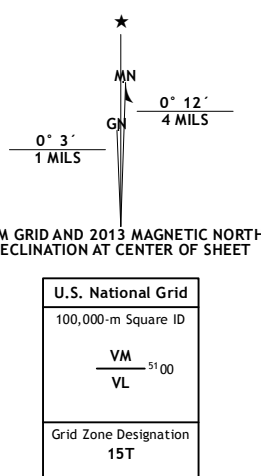 ★
MN
GN
0° 12´
4 MILS
0° 3´
1 MILS
M GRID AND 2013 MAGNETIC NORTH
ECLINATION AT CENTER OF SHEET
U.S. National Grid
100,000-m Square ID
VM
5100
VL
Grid Zone Designation
15T